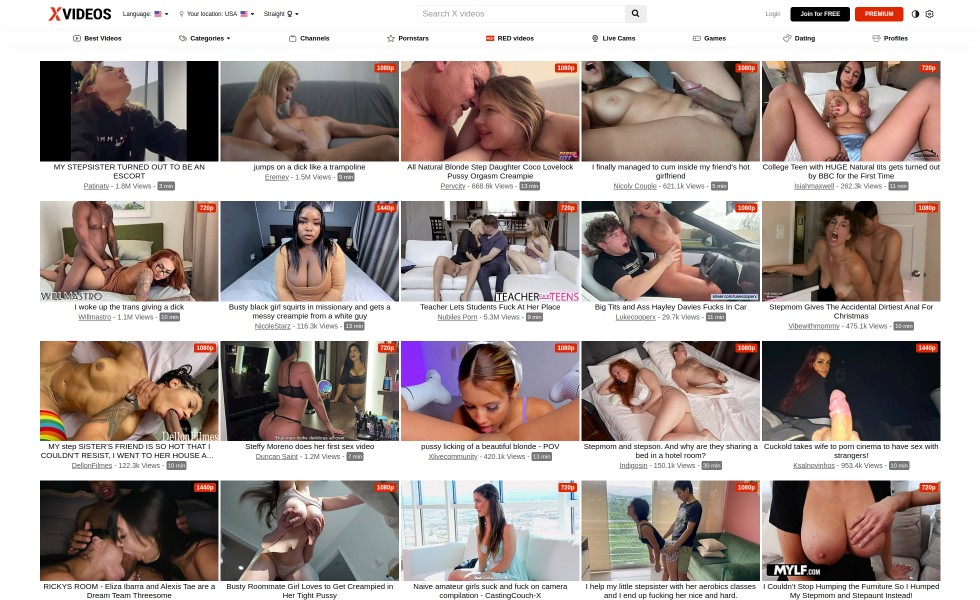 XVIDEOS
Language:
Your location: USA
Straight
Search X videos
Login
Join for FREE
PREMIUM
Best Videos
Categories
Channels
Pornstars
RED videos
Live Cams
Games
Dating
Profiles
1080p
1080p
1080p
720p
MY STEPSISTER TURNED OUT TO BE AN
ESCORT
Patinatv - 1.8M Views - 3 min
jumps on a dick like a trampoline
Eremey - 1.5M Views - 9 min
All Natural Blonde Step Daughter Coco Lovelock
Pussy Orgasm Creampie
Pervcity - 668.6k Views - 13 min
I finally managed to cum inside my friend's hot
girlfriend
Nicoly Couple - 621.1k Views - 5 min
College Teen with HUGE Natural tits gets turned out
by BBC for the First Time
Isiahmaxwell - 262.3k Views - 11 min
720p
1440p
720p
1080p
1080p
WILLMASTRO
TEACHER
TEENS
I woke up the trans giving a dick
Willmastro - 1.1M Views - 10 min
Busty black girl squirts in missionary and gets a
messy creampie from a white guy
NicoleStarz - 116.3k Views - 13 min
Teacher Lets Students Fuck At Her Place
Nubiles Porn - 5.3M Views - 9 min
Big Tits and Ass Hayley Davies Fucks In Car
Lukecooperx - 29.7k Views - 11 min
Stepmom Gives The Accidental Dirtiest Anal For
Christmas
Vibewithmommy - 475.1k Views - 10 min
1080p
720p
1080p
1080p
1440p
DellonFilmes
That man looks delicious all over
MY step SISTER'S FRIEND IS SO HOT THAT I
COULDN'T RESIST, I WENT TO HER HOUSE A...
DellonFilmes - 122.3k Views - 10 min
Steffy Moreno does her first sex video
Duncan Saint - 1.2M Views - 7 min
pussy licking of a beautiful blonde - POV
Xlivecommunity - 420.1k Views - 13 min
Stepmom and stepson. And why are they sharing a
bed in a hotel room?
Indigosin - 150.1k Views - 30 min
Cuckold takes wife to porn cinema to have sex with
strangers!
Ksalnovinhos - 953.4k Views - 10 min
1440p
1080p
720p
1080p
720p
MYLF.COM
RICKYS ROOM - Eliza Ibarra and Alexis Tae are a
Dream Team Threesome
Busty Roommate Girl Loves to Get Creampied in
Her Tight Pussy
Naive amateur girls suck and fuck on camera
compilation - CastingCouch-X
I help my little stepsister with her aerobics classes
and I end up fucking her nice and hard.
I Couldn't Stop Humping the Furniture So I Humped
My Stepmom and Stepaunt Instead!